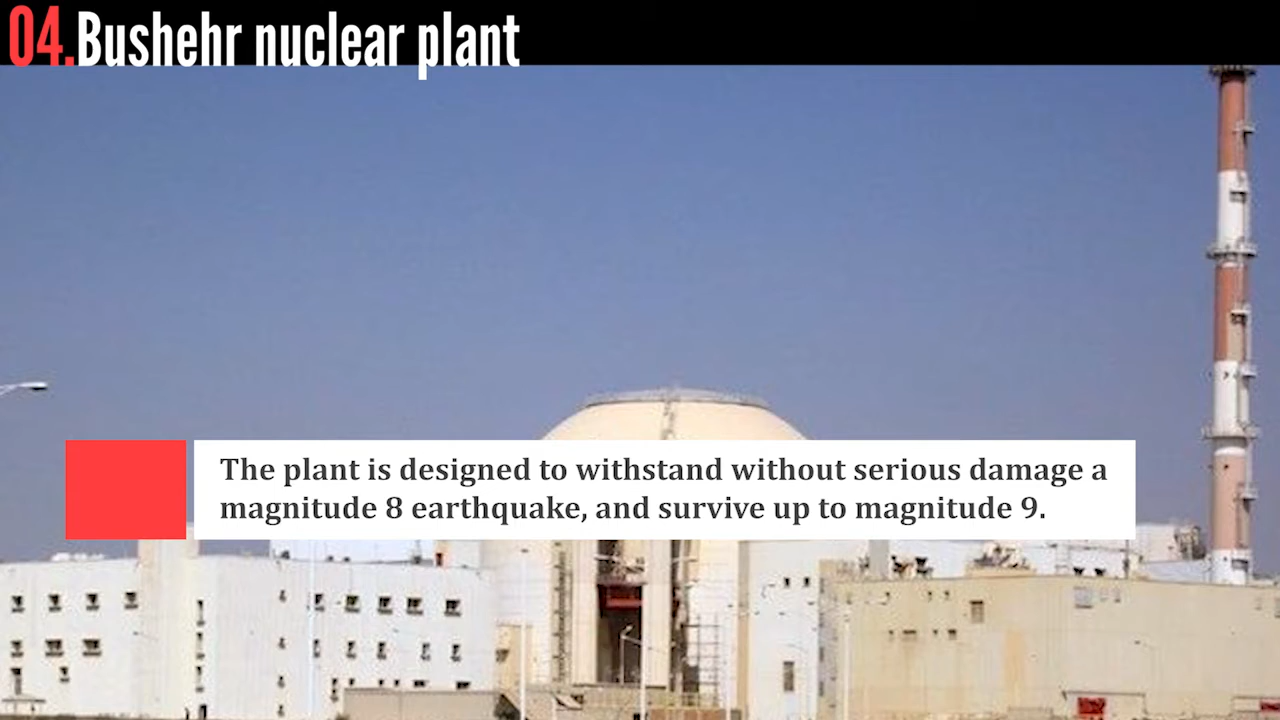 04.Bushehr nuclear plant
The plant is designed to withstand without serious damage a
magnitude 8 earthquake, and survive up to magnitude 9.